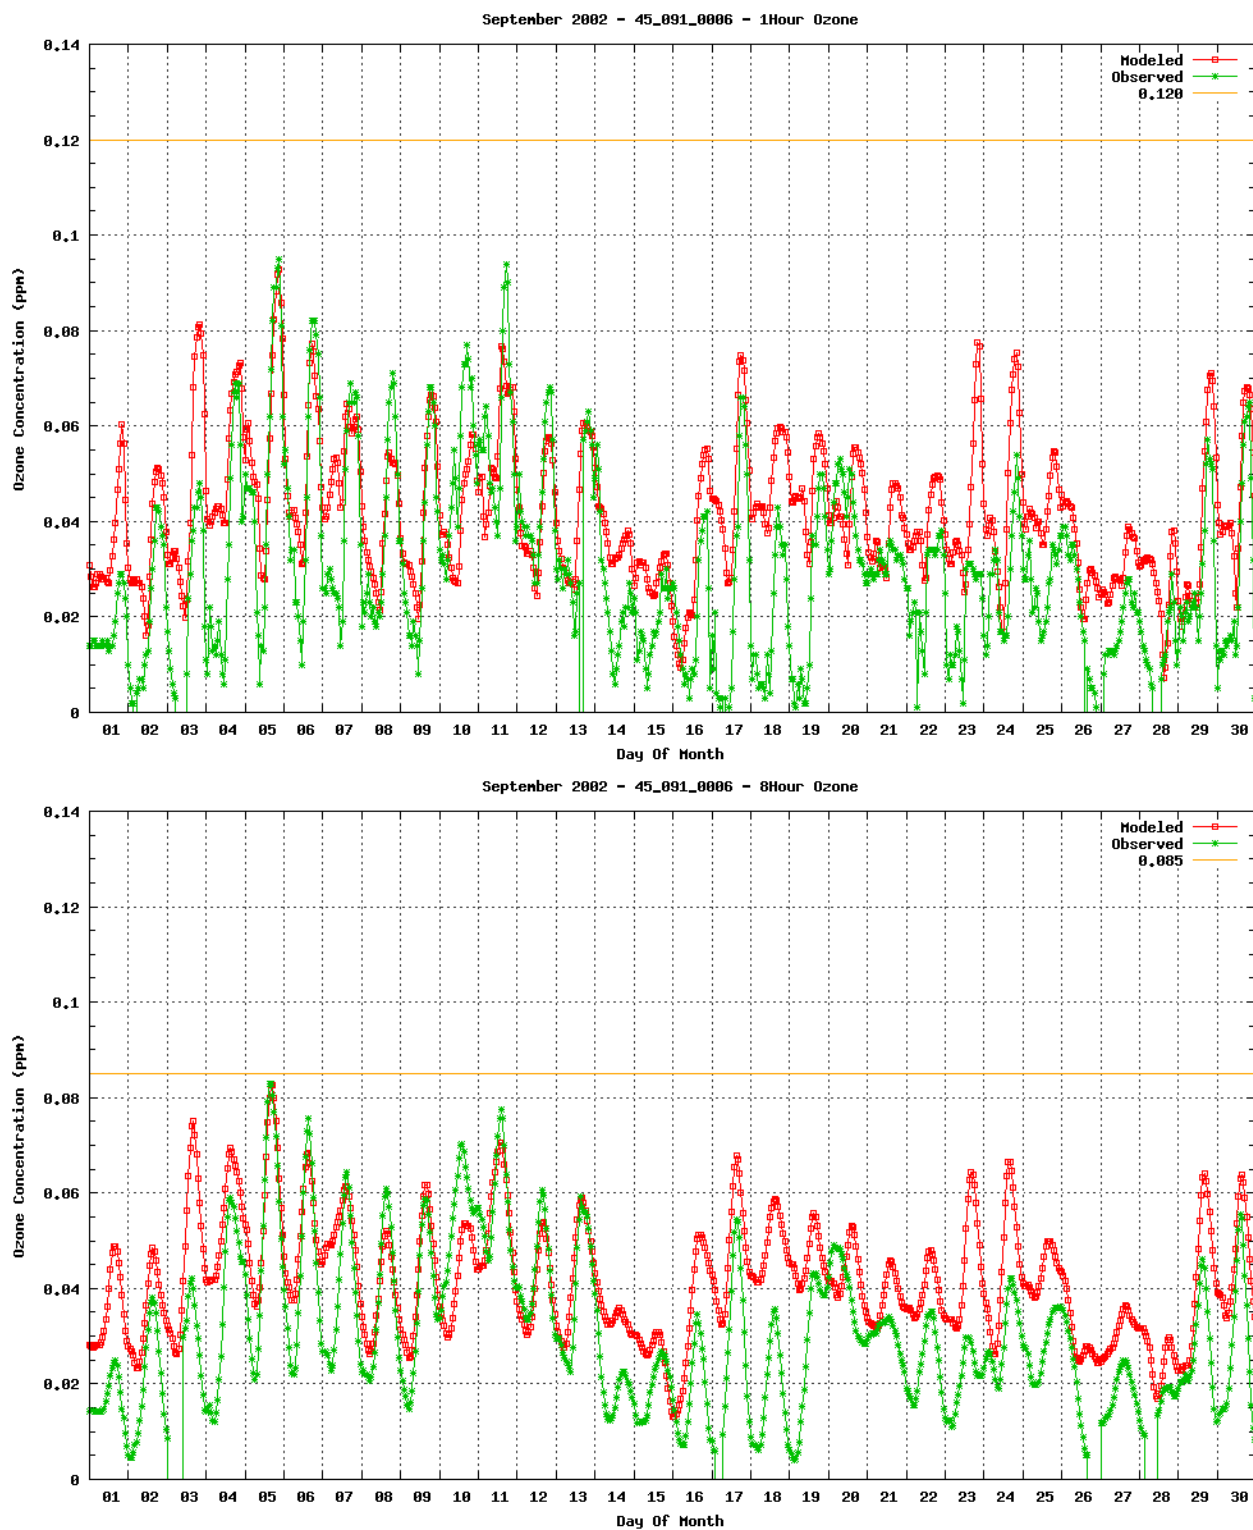 September 2002 - 45_091_0006 - 1Hour Ozone
0.14
Modeled
Observed
0.120
0.12
0.1
0.08
Ozone Concentration (ppm)
0.06
0.04
0.02
0
01 02 03 04 05 06 07 08 09 10 11 12 13 14 15 16 17 18 19 20 21 22 23 24 25 26 27 28 29 30
Day Of Month
September 2002 - 45_091_0006 - 8Hour Ozone
0.14
Modeled
Observed
0.085
0.12
0.1
0.08
Ozone Concentration (ppm)
0.06
0.04
0.02
0
01 02 03 04 05 06 07 08 09 10 11 12 13 14 15 16 17 18 19 20 21 22 23 24 25 26 27 28 29 30
Day Of Month